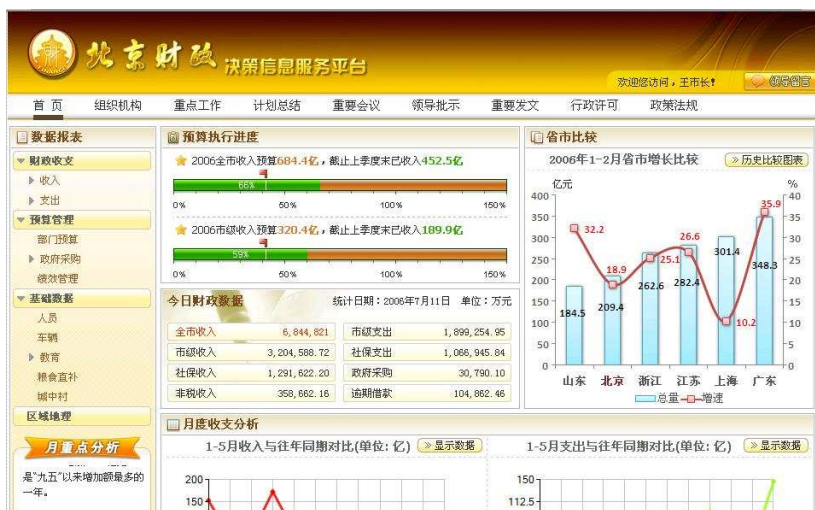 北京财政 决策信息服务平台
欢迎您访问，王市长！ 领导留言
首页 组织机构 重点工作 计划总结 重要会议 领导批示 重要发文 行政许可 政策法规
数据报表
财政收支
收入
支出
预算管理
部门预算
政府采购
绩效管理
基础数据
人员
车辆
教育
粮食直补
城中村
区域地理
月重点分析
是“九五”以来增加额最多的
一年。
预算执行进度
2006全市收入预算684.4亿，截止上季度末已收入452.5亿
66%
0% 50% 100% 150%
2006市级收入预算320.4亿，截止上季度末已收入189.9亿
59%
0% 50% 100% 150%
今日财政数据 统计日期：2006年7月11日 单位：万元
全市收入 6,844,821 市级支出 1,899,254.95
市级收入 3,204,588.72 社保支出 1,066,945.84
社保收入 1,291,622.20 政府采购 30,790.10
非税收入 358,662.16 逾期借款 104,862.46
省市比较
2006年1-2月省市增长比较 »历史比较图表
亿元 %
400 40
350 35
300 30
250 25
200 20
150 15
100 10
50 5
0 0
32.2 18.9 25.1 26.6 10.2 35.9
184.5 209.4 262.6 282.4 301.4 348.3
山东 北京 浙江 江苏 上海 广东
总量 增速
月度收支分析
1-5月收入与往年同期对比(单位:亿) »显示数据
200
150
1-5月支出与往年同期对比(单位:亿) »显示数据
150
112.5